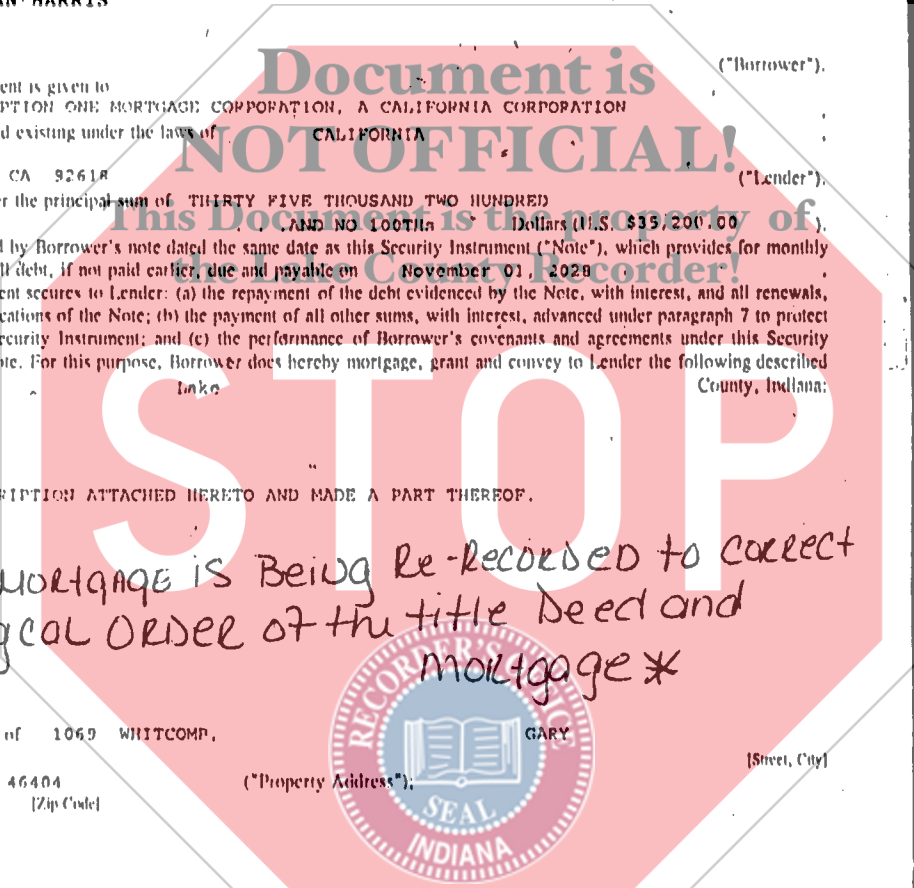 HARRIS
("Borrower").
ent is given to
PTION ONE MORTGAGE CORPORATION, A CALIFORNIA CORPORATION
d existing under the laws of CALIFORNIA
CA 92618
("Lender").
er the principal sum of THIRTY FIVE THOUSAND TWO HUNDRED
AND NO 100THs Dollars (U.S. $35,200.00 ).
d by Borrower's note dated the same date as this Security Instrument ("Note"), which provides for monthly
ll debt, if not paid earlier, due and payable on November 01, 2028 .
ent secures to Lender: (a) the repayment of the debt evidenced by the Note, with interest, and all renewals,
cations of the Note; (b) the payment of all other sums, with interest, advanced under paragraph 7 to protect
ecurity Instrument; and (c) the performance of Borrower's covenants and agreements under this Security
ote. For this purpose, Borrower does hereby mortgage, grant and convey to Lender the following described
Lake County, Indiana:
RIPTION ATTACHED HERETO AND MADE A PART THEREOF.
MORTGAGE iS BeiNg Re-Recorded to correct
gcaL ORDER of the title Deed and
mortgage*
of 1069 WHITCOMP, GARY
[Street, City]
46404 ("Property Address");
[Zip Code]
Document is
NOT OFFICIAL!
This Document is the property of
the Lake County Recorder!
STOP
RECORDER'S OFFICE
SEAL
INDIANA